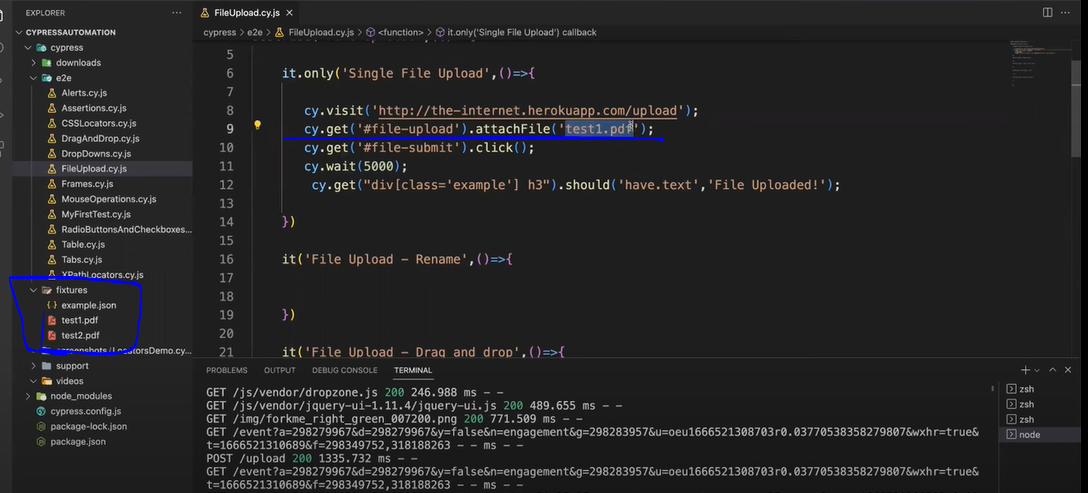 EXPLORER
CYPRESSAUTOMATION
cypress
downloads
e2e
Alerts.cy.js
Assertions.cy.js
CSSLocators.cy.js
DragAndDrop.cy.js
DropDowns.cy.js
FileUpload.cy.js
Frames.cy.js
MouseOperations.cy.js
MyFirstTest.cy.js
RadioButtonsAndCheckboxes...
Table.cy.js
Tabs.cy.js
XPathLocators.cy.js
fixtures
{ } example.json
test1.pdf
test2.pdf
screenshots/LocatorsDemo.cy...
support
videos
node_modules
cypress.config.js
package-lock.json
package.json
FileUpload.cy.js
cypress > e2e > FileUpload.cy.js > <function> > it.only('Single File Upload') callback
5
6 it.only('Single File Upload',()=>{
7
8 cy.visit('http://the-internet.herokuapp.com/upload');
9 cy.get('#file-upload').attachFile('test1.pdf');
10 cy.get('#file-submit').click();
11 cy.wait(5000);
12 cy.get("div[class='example'] h3").should('have.text','File Uploaded!');
13
14 })
15
16 it('File Upload - Rename',()=>{
17
18
19 })
20
21 it('File Upload - Drag and drop',()=>{
PROBLEMS OUTPUT DEBUG CONSOLE TERMINAL
GET /js/vendor/dropzone.js 200 246.988 ms - -
GET /js/vendor/jquery-ui-1.11.4/jquery-ui.js 200 489.655 ms - -
GET /img/forkme_right_green_007200.png 200 771.509 ms - -
GET /event?a=298279967&d=298279967&y=false&n=engagement&g=298283957&u=oeu1666521308703r0.03770538358279807&wxhr=true&
t=1666521310689&f=298349752,318188263 - - ms - -
POST /upload 200 1335.732 ms - -
GET /event?a=298279967&d=298279967&y=false&n=engagement&g=298283957&u=oeu1666521308703r0.03770538358279807&wxhr=true&
t=1666521310689&f=298349752,318188263 - - ms - -
zsh
zsh
zsh
node